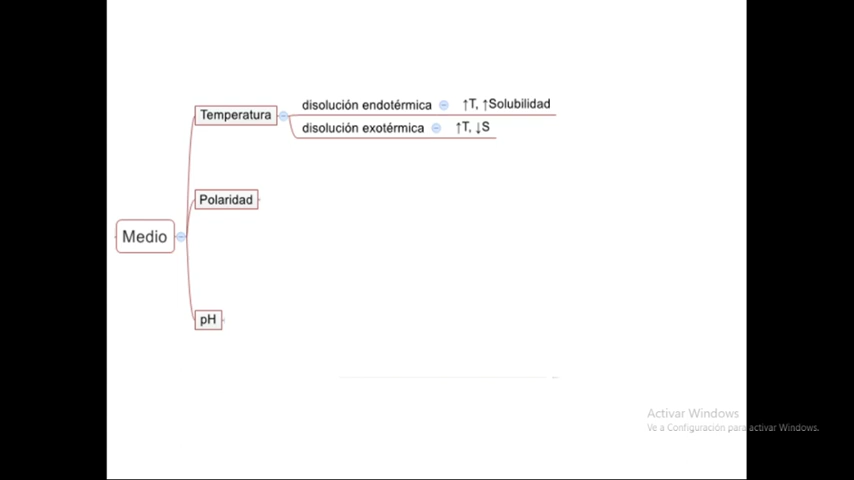 Temperatura
disolución endotérmica ↑T, ↑Solubilidad
disolución exotérmica ↑T, ↓S
Polaridad
Medio
pH
Activar Windows
Ve a Configuración para activar Windows.